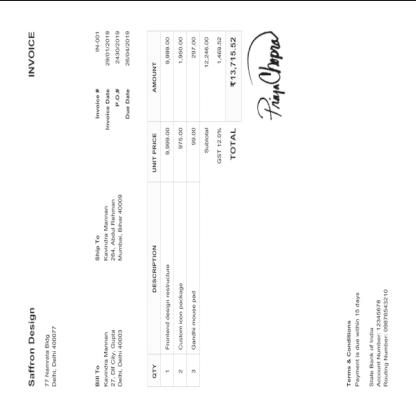 Saffron Design
INVOICE
77 Namrata Bldg
Delhi, Delhi 400077
Bill To
Kavindra Mannan
27, Dlf City, Gupta
Delhi, Delhi 40003
Ship To
Kavindra Mannan
264, Abdul Rehman
Mumbai, Bihar 40009
Invoice # IN-001
Invoice Date 29/01/2019
P.O.# 2430/2019
Due Date 26/04/2019
QTY DESCRIPTION UNIT PRICE AMOUNT
1 Frontend design restructure 9,999.00 9,999.00
2 Custom icon package 975.00 1,950.00
3 Gandhi mouse pad 99.00 297.00
Subtotal 12,246.00
GST 12.0% 1,469.52
TOTAL ₹13,715.52
Priya Chopra
Terms & Conditions
Payment is due within 15 days
State Bank of India
Account Number: 12345678
Routing Number: 09876543210